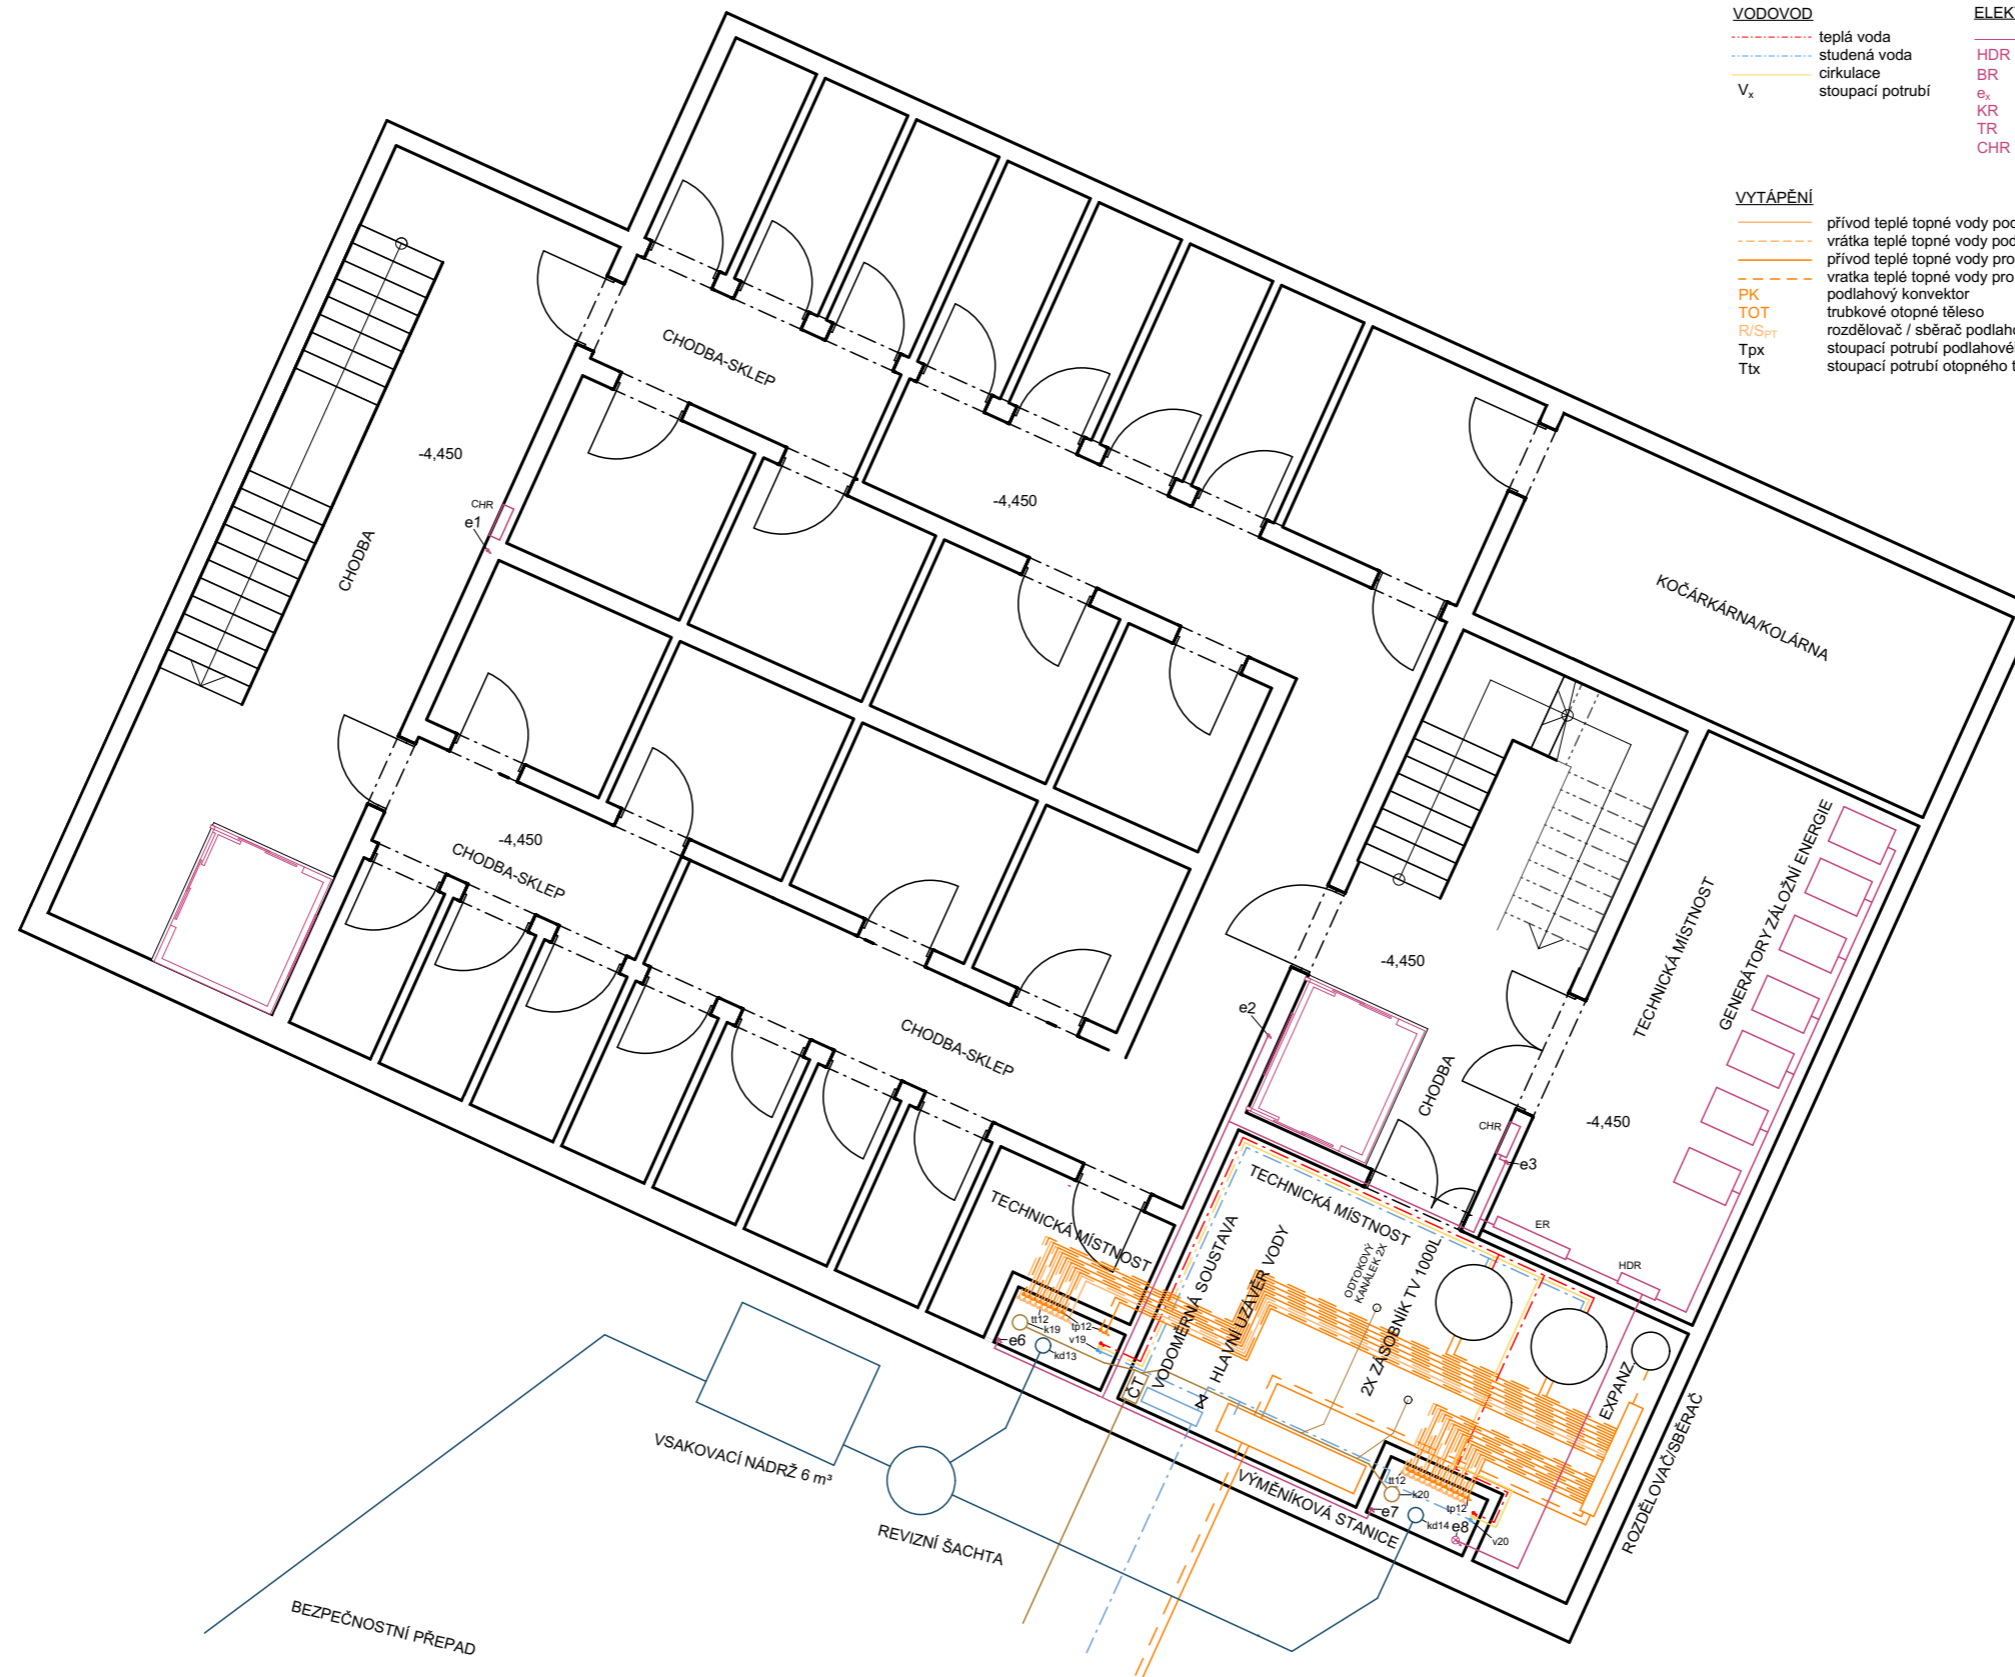 VODOVOD
teplá voda
studená voda
cirkulace
Vx stoupací potrubí
ELEK
HDR
BR
ex
KR
TR
CHR
VYTÁPĚNÍ
přívod teplé topné vody pod
vrátka teplé topné vody pod
přívod teplé topné vody pro
vratka teplé topné vody pro
PK podlahový konvektor
TOT trubkové otopné těleso
R/SPT rozdělovač / sběrač podlaho
Tpx stoupací potrubí podlahové
Ttx stoupací potrubí otopného t
CHODBA-SKLEP
-4,450
CHR
e1
CHODBA
-4,450
KOČÁRKÁRNA/KOLÁRNA
-4,450
CHODBA-SKLEP
GENERÁTORY ZÁLOŽNÍ ENERGIE
TECHNICKÁ MÍSTNOST
-4,450
e2
CHODBA-SKLEP
CHODBA
-4,450
CHR
e3
TECHNICKÁ MÍSTNOST
TECHNICKÁ MÍSTNOST
ER
HDR
VODOMĚRNÁ SOUSTAVA
HLAVNÍ UZÁVĚR VODY
ODTOKOVÝ
KANÁLEK 2X
2X ZÁSOBNÍK TV 1000L
tt12
k19
tp12
v19
e6
kd13
ČT
EXPANZ.
ROZDĚLOVAČ/SBĚRAČ
VSAKOVACÍ NÁDRŽ 6 m³
REVIZNÍ ŠACHTA
VÝMĚNÍKOVÁ STANICE
tt12
k20
tp12
e7
kd14
e8
v20
BEZPEČNOSTNÍ PŘEPAD